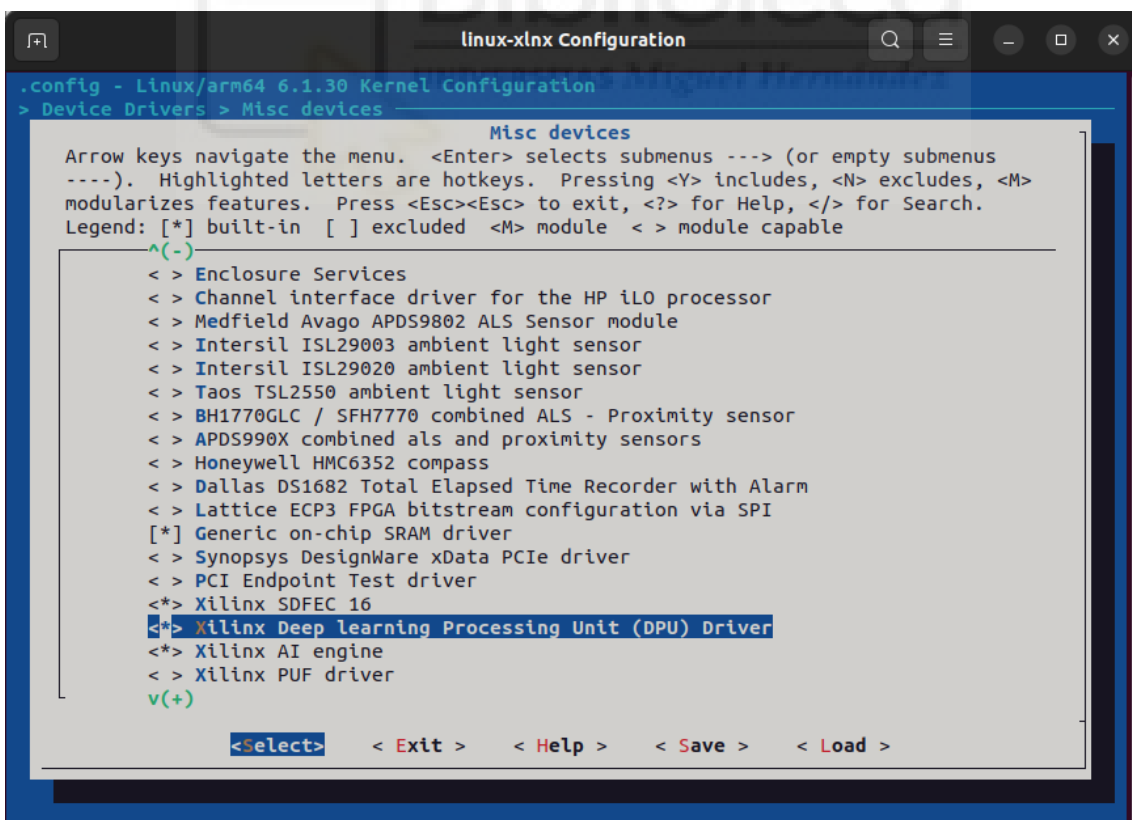 Biblioteca
linux-xlnx Configuration
UNIVERSITAS Miguel Hernández
.config - Linux/arm64 6.1.30 Kernel Configuration
> Device Drivers > Misc devices
Misc devices
Arrow keys navigate the menu. <Enter> selects submenus ---> (or empty submenus
----). Highlighted letters are hotkeys. Pressing <Y> includes, <N> excludes, <M>
modularizes features. Press <Esc><Esc> to exit, <?> for Help, </> for Search.
Legend: [*] built-in [ ] excluded <M> module < > module capable
^(-)
< > Enclosure Services
< > Channel interface driver for the HP iLO processor
< > Medfield Avago APDS9802 ALS Sensor module
< > Intersil ISL29003 ambient light sensor
< > Intersil ISL29020 ambient light sensor
< > Taos TSL2550 ambient light sensor
< > BH1770GLC / SFH7770 combined ALS - Proximity sensor
< > APDS990X combined als and proximity sensors
< > Honeywell HMC6352 compass
< > Dallas DS1682 Total Elapsed Time Recorder with Alarm
< > Lattice ECP3 FPGA bitstream configuration via SPI
[*] Generic on-chip SRAM driver
< > Synopsys DesignWare xData PCIe driver
< > PCI Endpoint Test driver
<*> Xilinx SDFEC 16
<*> Xilinx Deep learning Processing Unit (DPU) Driver
<*> Xilinx AI engine
< > Xilinx PUF driver
v(+)
<Select> < Exit > < Help > < Save > < Load >